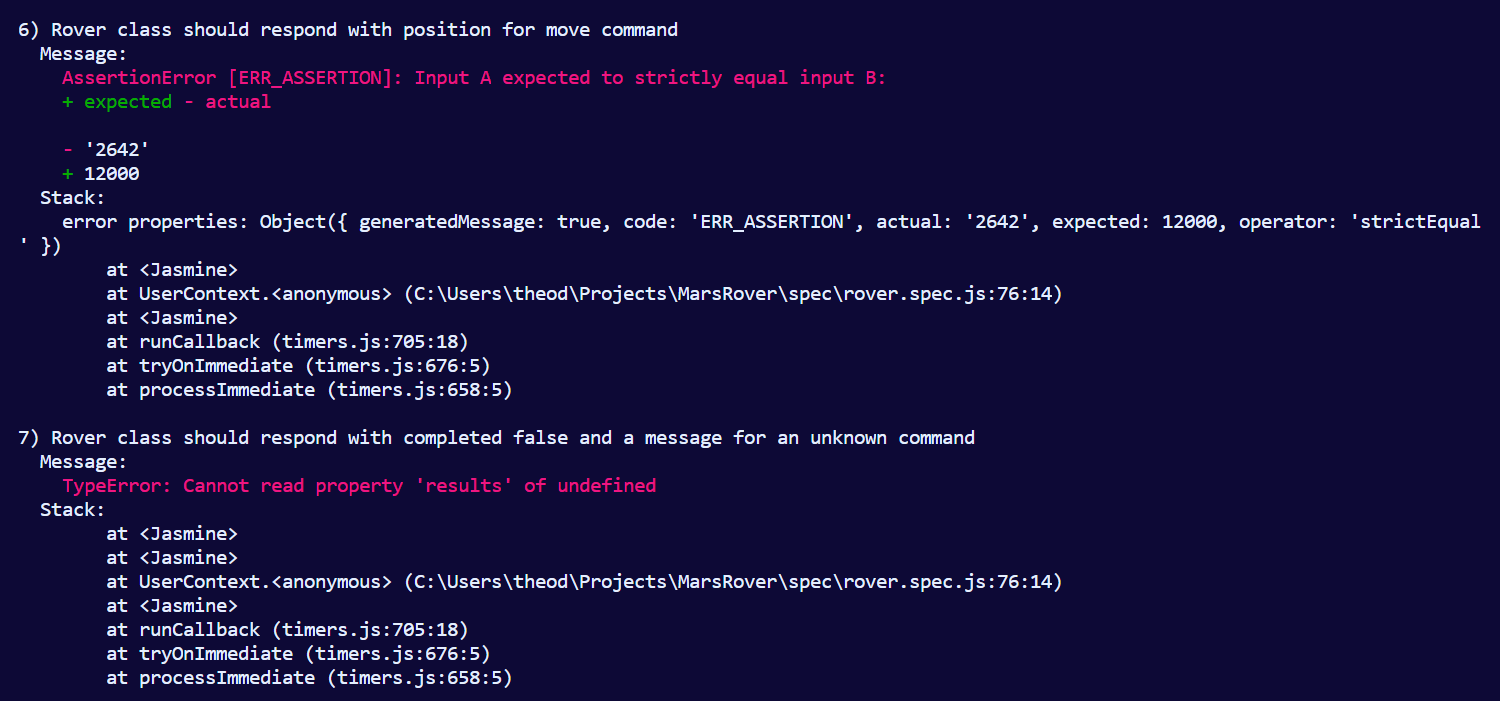 6) Rover class should respond with position for move command
Message:
AssertionError [ERR_ASSERTION]: Input A expected to strictly equal input B:
+ expected - actual
- '2642'
+ 12000
Stack:
error properties: Object({ generatedMessage: true, code: 'ERR_ASSERTION', actual: '2642', expected: 12000, operator: 'strictEqual
' })
at <Jasmine>
at UserContext.<anonymous> (C:\Users\theod\Projects\MarsRover\spec\rover.spec.js:76:14)
at <Jasmine>
at runCallback (timers.js:705:18)
at tryOnImmediate (timers.js:676:5)
at processImmediate (timers.js:658:5)
7) Rover class should respond with completed false and a message for an unknown command
Message:
TypeError: Cannot read property 'results' of undefined
Stack:
at <Jasmine>
at <Jasmine>
at UserContext.<anonymous> (C:\Users\theod\Projects\MarsRover\spec\rover.spec.js:76:14)
at <Jasmine>
at runCallback (timers.js:705:18)
at tryOnImmediate (timers.js:676:5)
at processImmediate (timers.js:658:5)